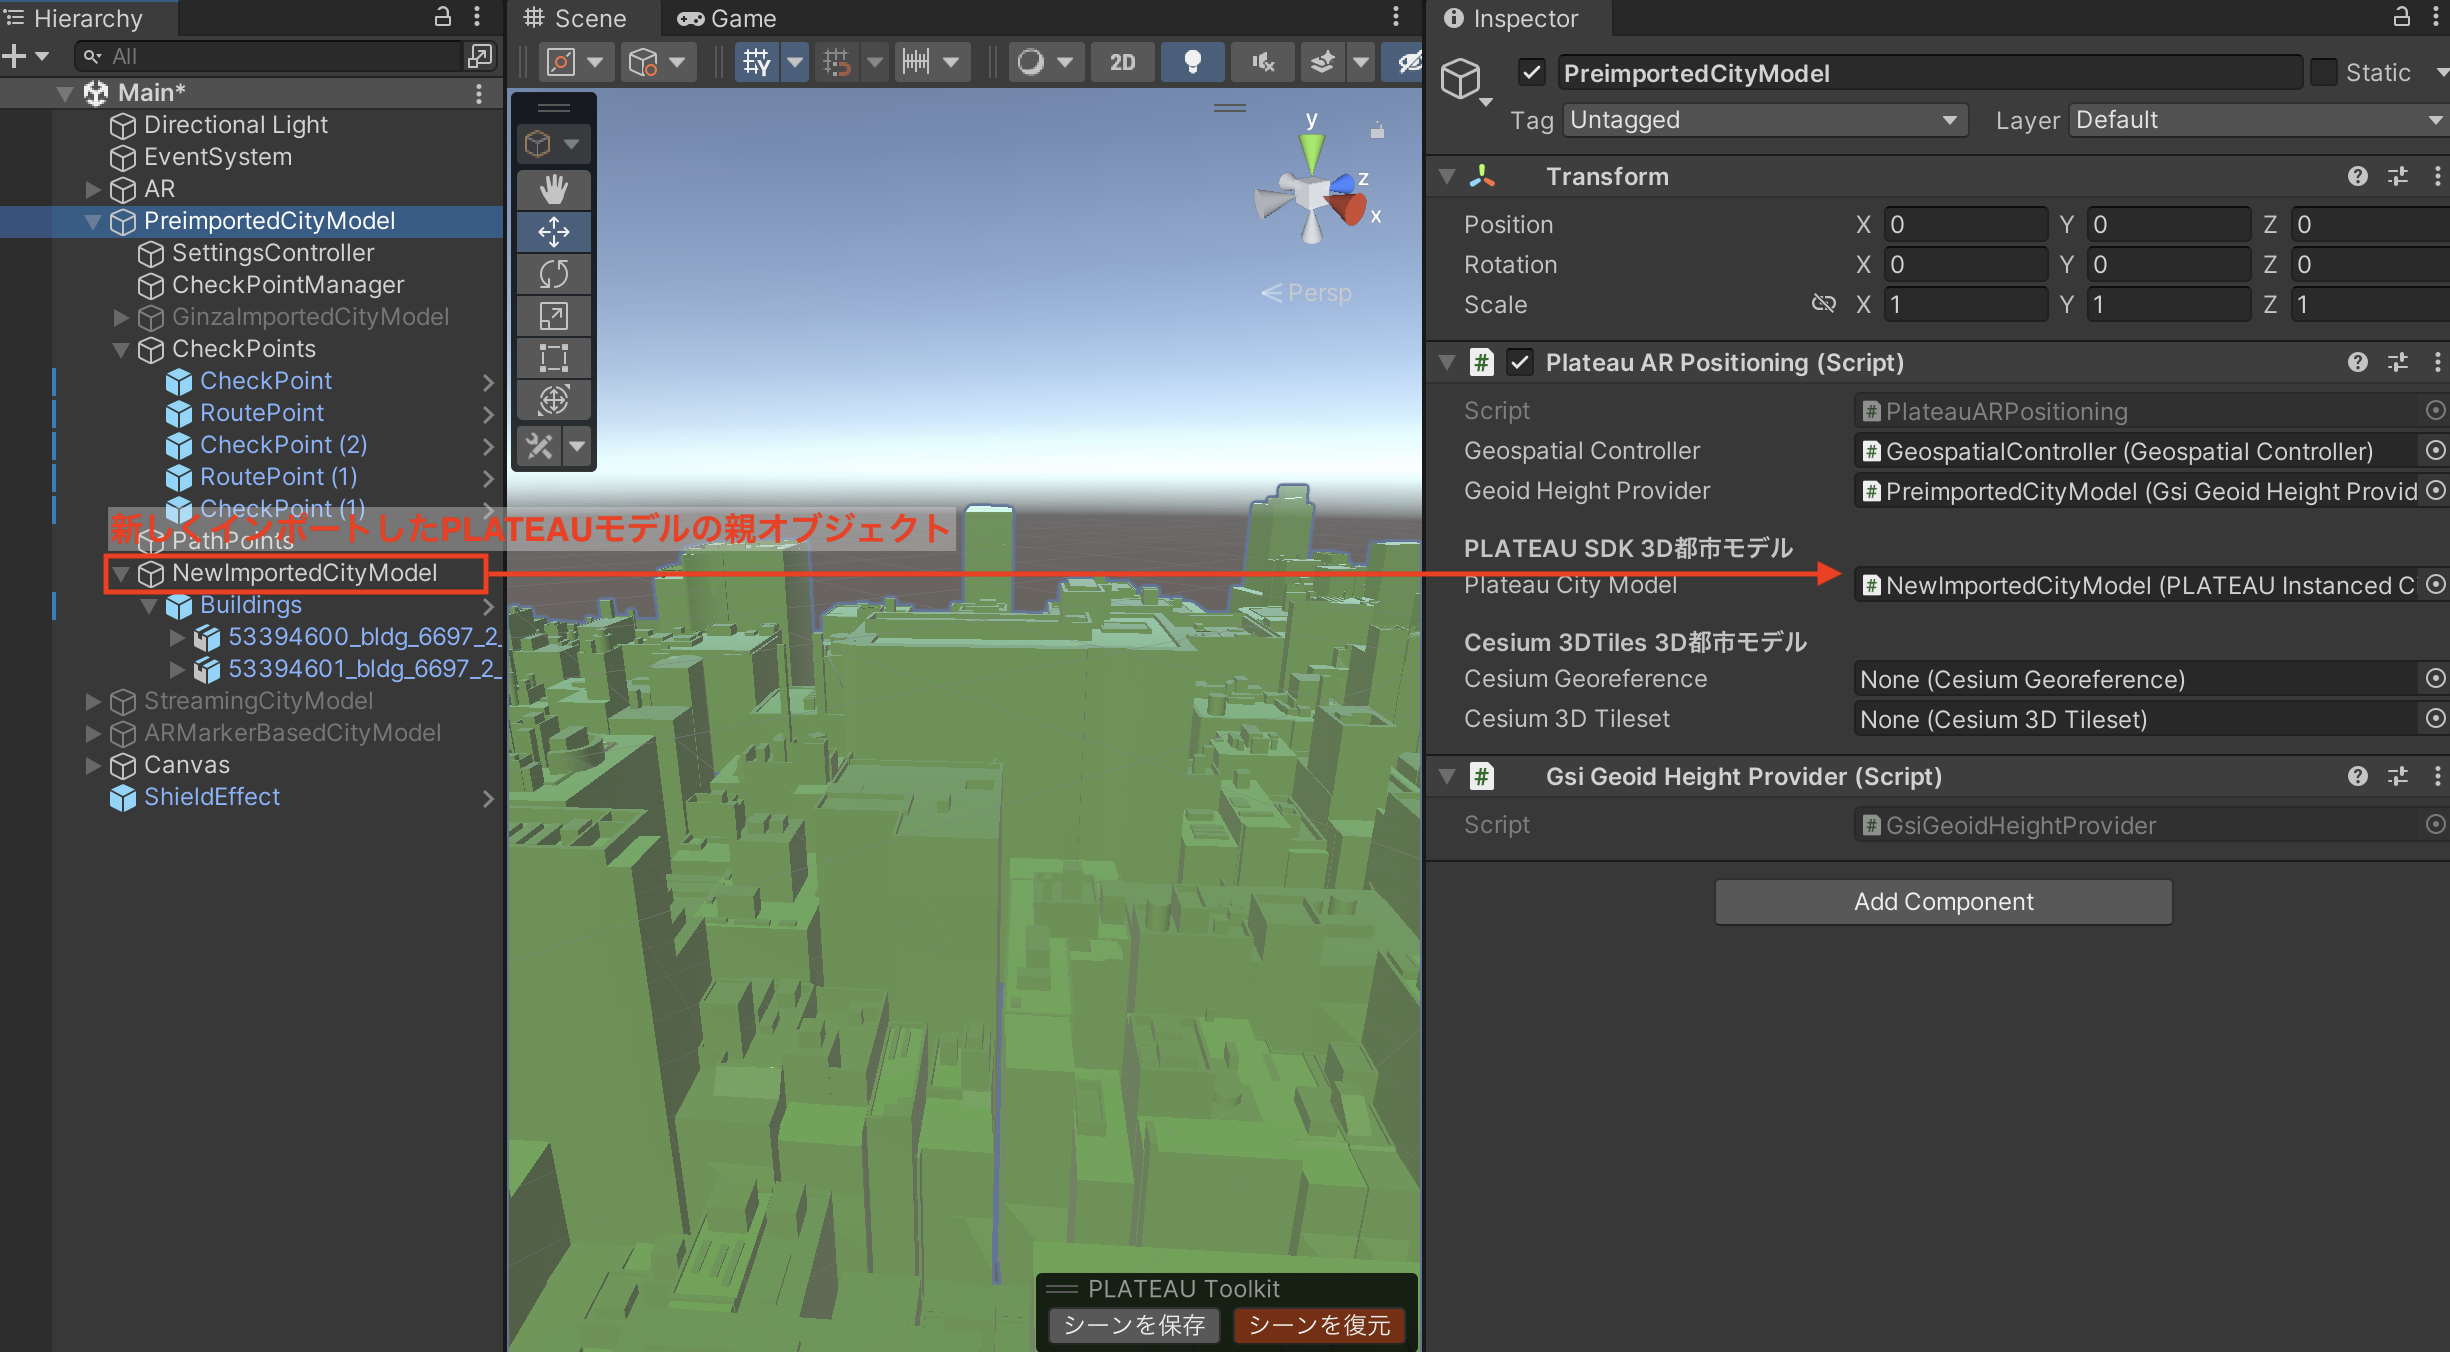 Hierarchy
All
Main*
Directional Light
EventSystem
AR
PreimportedCityModel
SettingsController
CheckPointManager
GinzaImportedCityModel
CheckPoints
CheckPoint
RoutePoint
CheckPoint (2)
RoutePoint (1)
CheckPoint (1)
新しくインポートしたPLATEAUモデルの親オブジェクト
PathPoints
NewImportedCityModel
Buildings
53394600_bldg_6697_2_
53394601_bldg_6697_2_
StreamingCityModel
ARMarkerBasedCityModel
Canvas
ShieldEffect
Scene
Game
2D
y
z
x
Persp
PLATEAU Toolkit
シーンを保存 シーンを復元
Inspector
PreimportedCityModel Static
Tag Untagged Layer Default
Transform
Position X 0 Y 0 Z 0
Rotation X 0 Y 0 Z 0
Scale X 1 Y 1 Z 1
# Plateau AR Positioning (Script)
Script # PlateauARPositioning
Geospatial Controller # GeospatialController (Geospatial Controller)
Geoid Height Provider # PreimportedCityModel (Gsi Geoid Height Provid
PLATEAU SDK 3D都市モデル
Plateau City Model # NewImportedCityModel (PLATEAU Instanced C
Cesium 3DTiles 3D都市モデル
Cesium Georeference None (Cesium Georeference)
Cesium 3D Tileset None (Cesium 3D Tileset)
# Gsi Geoid Height Provider (Script)
Script # GsiGeoidHeightProvider
Add Component